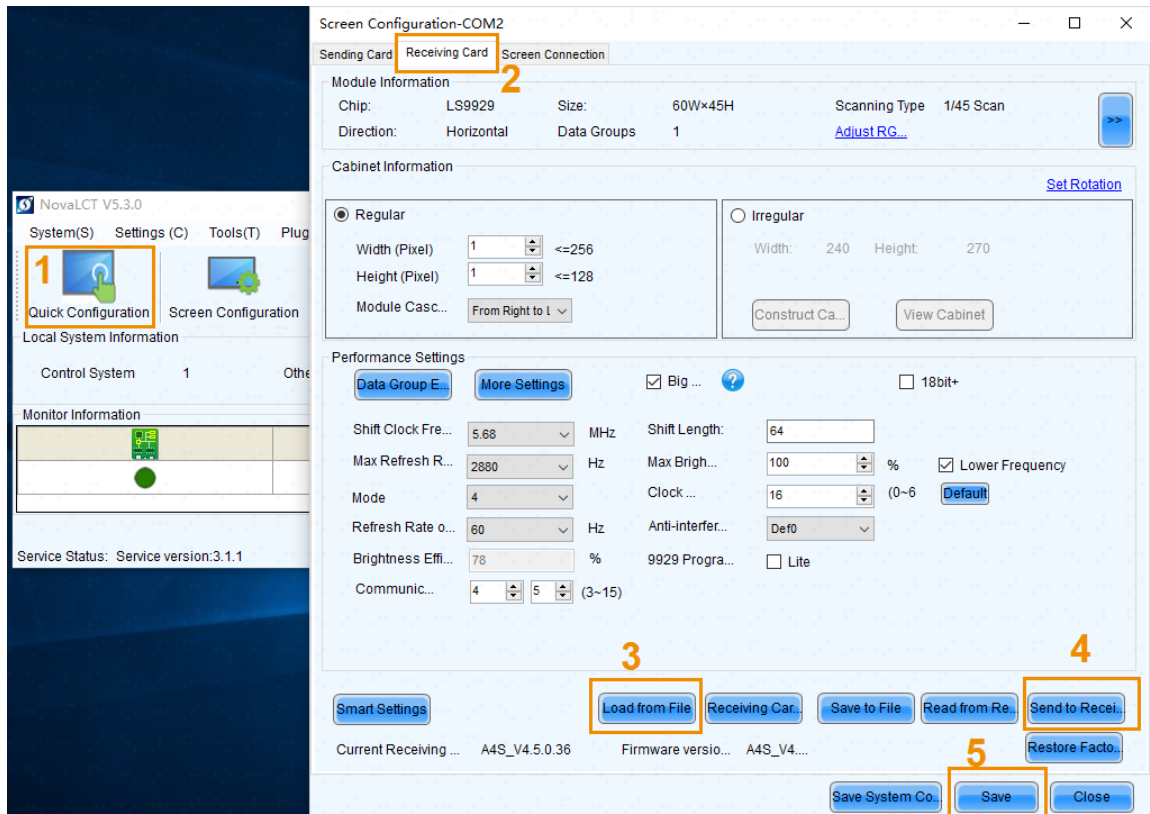 Screen Configuration-COM2
Sending Card Receiving Card Screen Connection
2
Module Information
Chip: LS9929 Size: 60W×45H Scanning Type 1/45 Scan
Direction: Horizontal Data Groups 1 Adjust RG...
>>
Cabinet Information
Set Rotation
Regular
Width (Pixel) 1 <=256
Height (Pixel) 1 <=128
Module Casc... From Right to L
Irregular
Width: 240 Height: 270
Construct Ca... View Cabinet
Performance Settings
Data Group E... More Settings Big ... ? 18bit+
Shift Clock Fre... 5.68 MHz Shift Length: 64
Max Refresh R... 2880 Hz Max Brigh... 100 % Lower Frequency
Mode 4 Clock ... 16 (0~6 Default
Refresh Rate o... 60 Hz Anti-interfer... Def0
Brightness Effi... 78 % 9929 Progra... Lite
Communic... 4 5 (3~15)
3 4
Smart Settings Load from File Receiving Car... Save to File Read from Re... Send to Recei...
Current Receiving ... A4S_V4.5.0.36 Firmware versio... A4S_V4.... Restore Facto...
5
Save System Co... Save Close
NovaLCT V5.3.0
System(S) Settings (C) Tools(T) Plug
1
Quick Configuration Screen Configuration
Local System Information
Control System 1 Othe
Monitor Information
Service Status: Service version:3.1.1